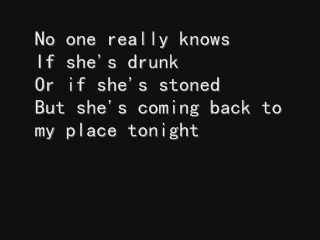 No one really knows
If she's drunk
Or if she's stoned
But she's coming back to
my place tonight